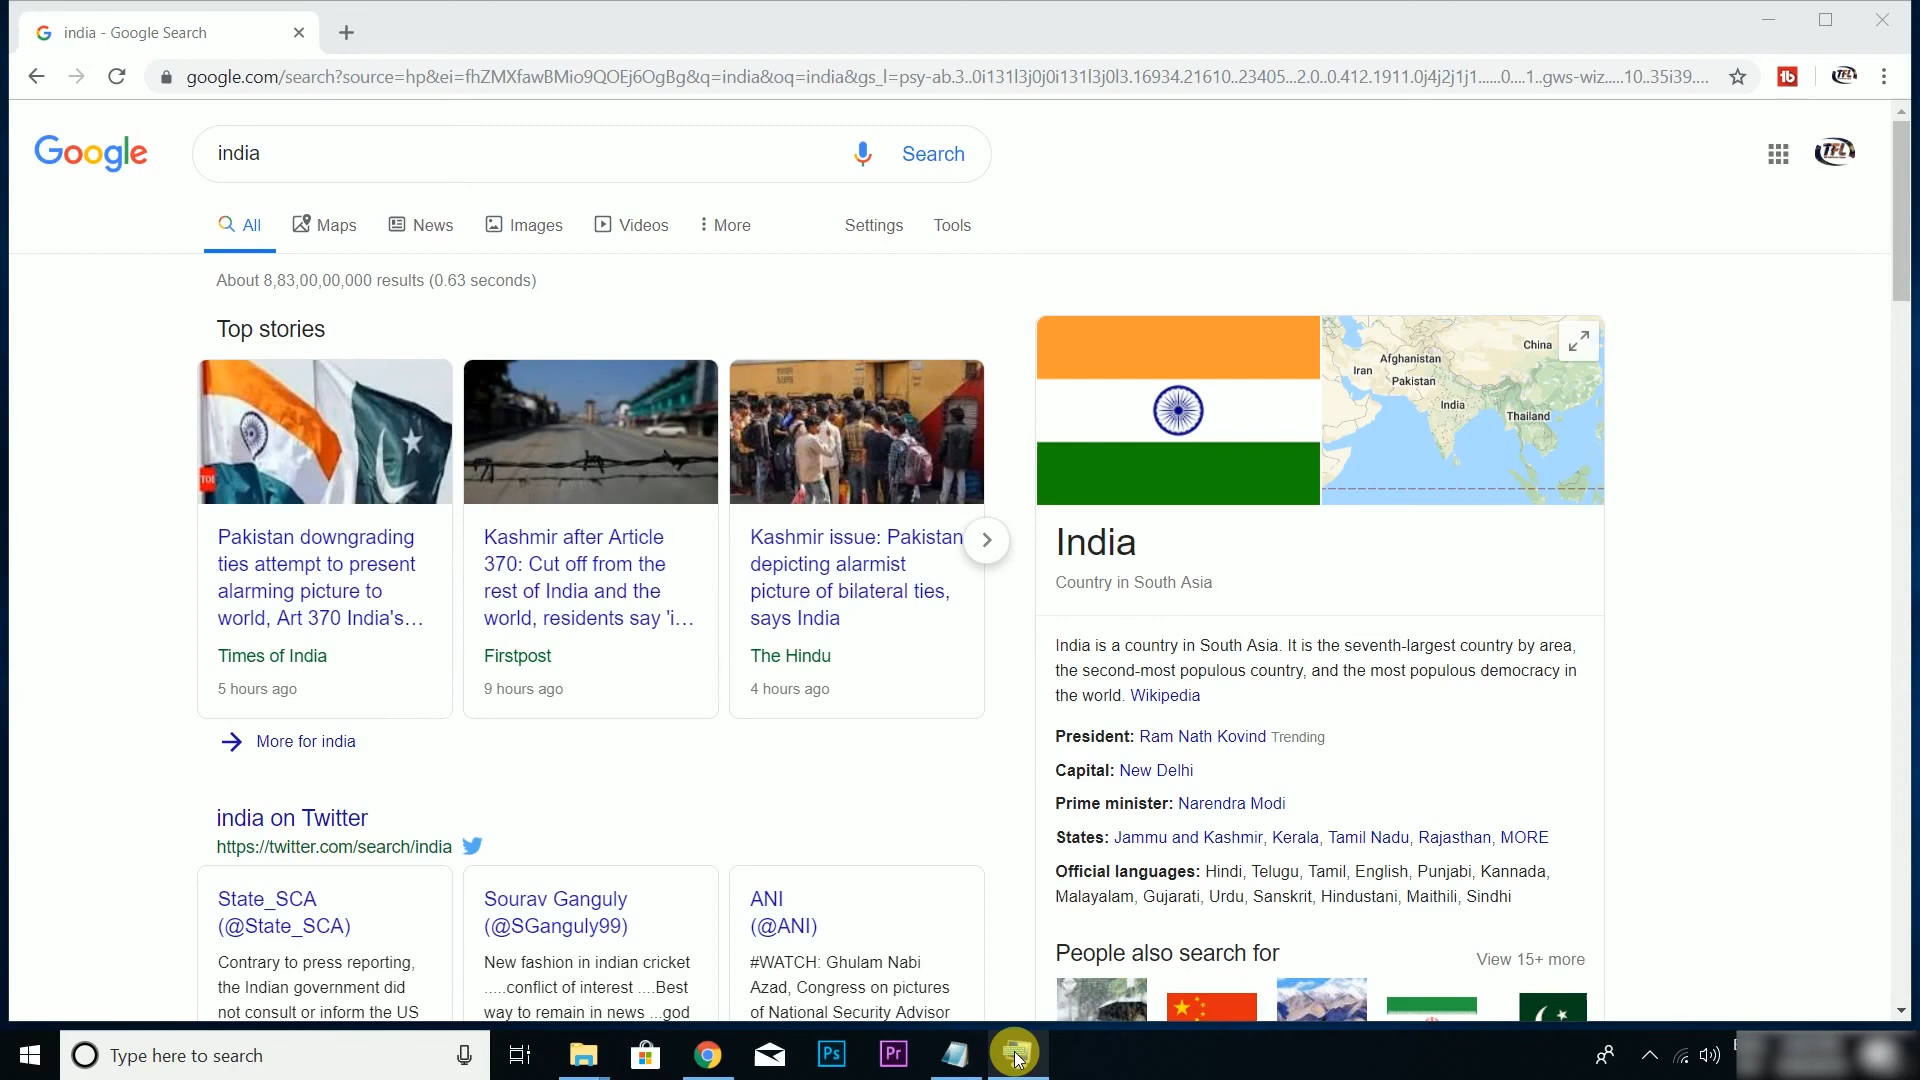 india - Google Search
google.com/search?source=hp&ei=fhZMXfawBMio9QOEj6OgBg&q=india&oq=india&gs_l=psy-ab.3..0i131l3j0j0i131l3j0l3.16934.21610..23405...2.0..0.412.1911.0j4j2j1j1......0....1..gws-wiz.....10..35i39....
Google
india
Search
TFL
All
Maps
News
Images
Videos
More
Settings
Tools
About 8,83,00,00,000 results (0.63 seconds)
Top stories
TOI
Pakistan downgrading
ties attempt to present
alarming picture to
world, Art 370 India's...
Times of India
5 hours ago
Kashmir after Article
370: Cut off from the
rest of India and the
world, residents say 'i...
Firstpost
9 hours ago
Kashmir issue: Pakistan
depicting alarmist
picture of bilateral ties,
says India
The Hindu
4 hours ago
More for india
india on Twitter
https://twitter.com/search/india
State_SCA
(@State_SCA)
Contrary to press reporting,
the Indian government did
not consult or inform the US
Sourav Ganguly
(@SGanguly99)
New fashion in indian cricket
.....conflict of interest ....Best
way to remain in news ...god
ANI
(@ANI)
#WATCH: Ghulam Nabi
Azad, Congress on pictures
of National Security Advisor
China
Afghanistan
Iran
Pakistan
India
Thailand
India
Country in South Asia
India is a country in South Asia. It is the seventh-largest country by area,
the second-most populous country, and the most populous democracy in
the world. Wikipedia
President: Ram Nath Kovind Trending
Capital: New Delhi
Prime minister: Narendra Modi
States: Jammu and Kashmir, Kerala, Tamil Nadu, Rajasthan, MORE
Official languages: Hindi, Telugu, Tamil, English, Punjabi, Kannada,
Malayalam, Gujarati, Urdu, Sanskrit, Hindustani, Maithili, Sindhi
People also search for
View 15+ more
Type here to search
Ps
Pr